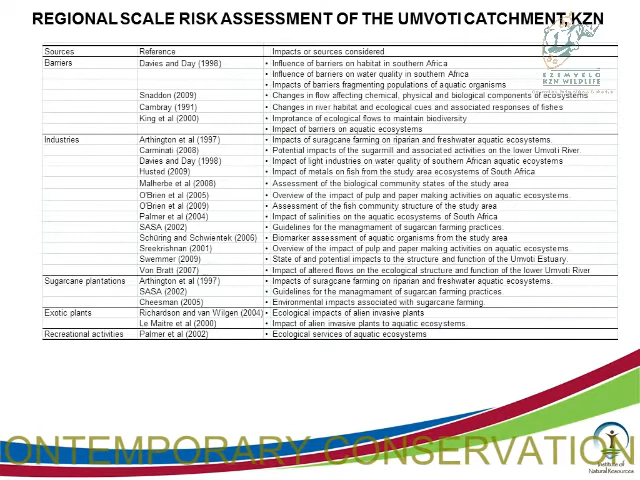 REGIONAL SCALE RISK ASSESSMENT OF THE UMVOTI CATCHMENT, KZN
Sources Reference Impacts or sources considered
Barriers Davies and Day (1998) • Influence of barriers on habitat in southern Africa
• Influence of barriers on water quality in southern Africa
• Impacts of barriers fragmenting populations of aquatic organisms
Snaddon (2009) • Changes in flow affecting chemical, physical and biological components of ecosystems
Cambray (1991) • Changes in river habitat and ecological cues and associated responses of fishes
King et al (2000) • Improtance of ecological flows to maintain biodiversity
• Impact of barriers on aquatic ecosystems
Industries Arthington et al (1997) • Impacts of suragcane farming on riparian and freshwater aquatic ecosystems.
Carminati (2008) • Potential impacts of the sugarmill and associated activities on the lower Umvoti River.
Davies and Day (1998) • Impact of light industries on water quality of southern African aquatic ecosytems
Husted (2009) • Impact of metals on fish from the study area ecosystems of South Africa
Malherbe et al (2008) • Assessment of the biological community states of the study area
O'Brien et al (2005) • Overview of the impact of pulp and paper making activities on aquatic ecosystems.
O'Brien et al (2009) • Assessment of the fish community structure of the study area
Palmer et al (2004) • Impact of salinities on the aquatic ecosystems of South Africa
SASA (2002) • Guidelines for the managmament of sugarcan farming practices.
Schüring and Schwientek (2006) • Biomarker assessment of aquatic organisms from the study area
Sreekrishnan (2001) • Overview of the impact of pulp and paper making activities on aquatic ecosystems.
Swemmer (2009) • State of and potential impacts to the structure and function of the Umvoti Estuary.
Von Bratt (2007) • Impact of altered flows on the ecological structure and function of the lower Umvoti River
Sugarcane plantations Arthington et al (1997) • Impacts of suragcane farming on riparian and freshwater aquatic ecosystems.
SASA (2002) • Guidelines for the managmament of sugarcan farming practices.
Cheesman (2005) • Environmental impacts associated with sugarcane farming.
Exotic plants Richardson and van Wilgen (2004) • Ecological impacts of alien invasive plants
Le Maitre et al (2000) • Impact of alien invasive plants to aquatic ecosystems
Recreational activities Palmer et al (2002) • Ecological services of aquatic ecosystems
EZEMVELO
KZN WILDLIFE
ONTEMPORARY CONSERVATION
Institute of
Natural Resources